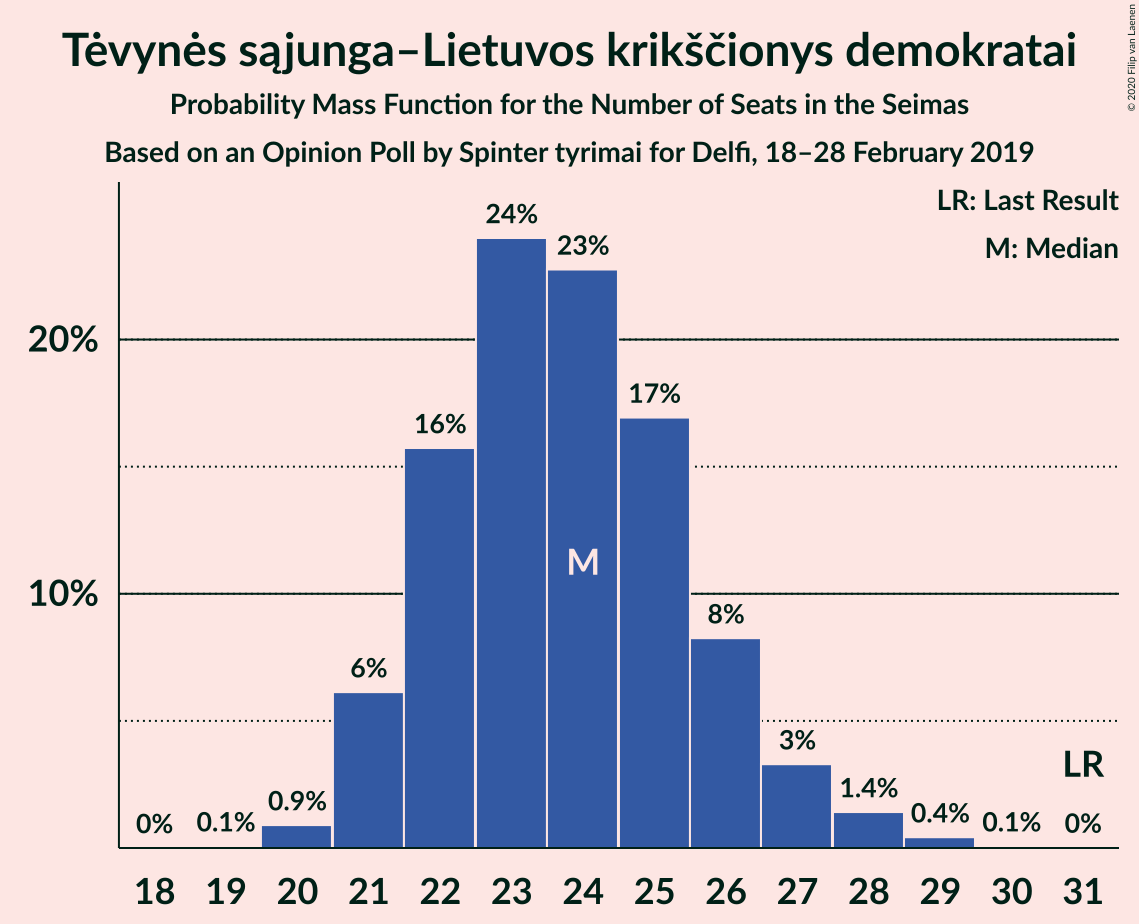 Tėvynės sąjunga–Lietuvos krikščionys demokratai
Probability Mass Function for the Number of Seats in the Seimas
Based on an Opinion Poll by Spinter tyrimai for Delfi, 18–28 February 2019
© 2020 Filip van Laenen
LR: Last Result
M: Median
24%
23%
20%
17%
16%
M
10%
8%
6%
3%
LR
1.4%
0.9%
0.4%
0% 0.1% 0.1% 0%
18 19 20 21 22 23 24 25 26 27 28 29 30 31